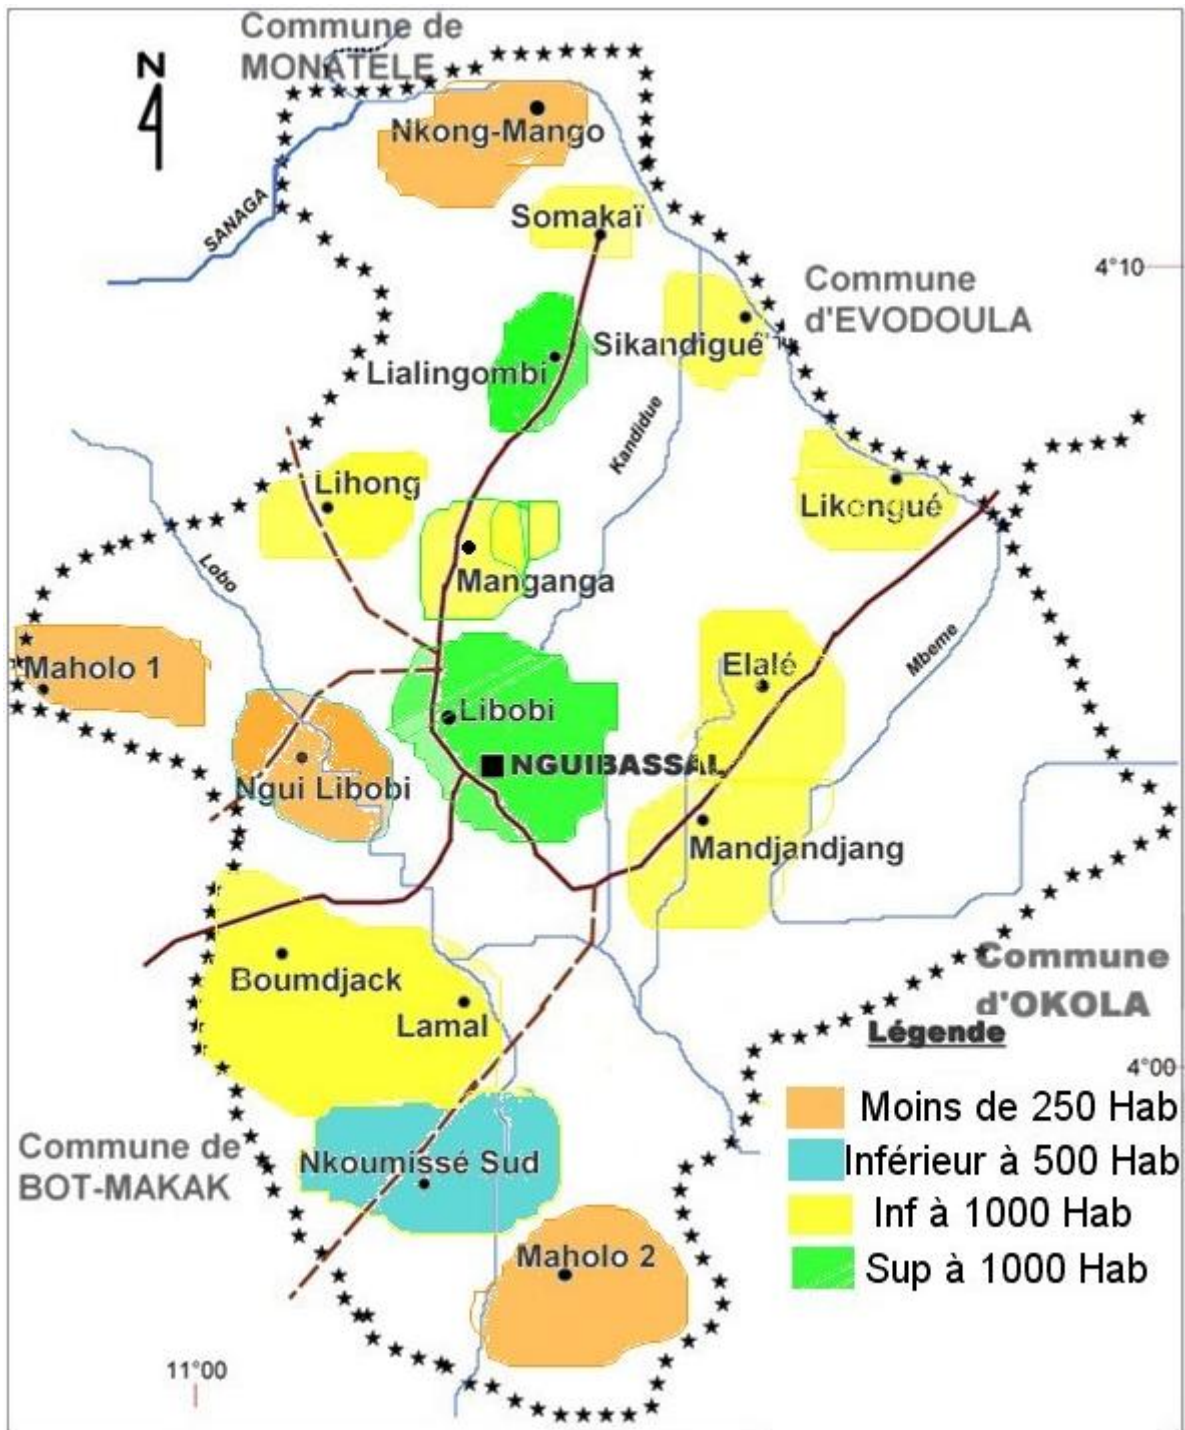 Commune de
MONATELE
N
Nkong-Mango
SANAGA
Somakaï
4°10
Commune
d'EVODOULA
Sikandigué
Lialingombi
Kandidue
Lihong
Likongué
Lobo
Manganga
Mbeme
Maholo 1
Elalé
Libobi
NGUIBASSAL
Ngui Libobi
Mandjandjang
Boumdjack
Lamal
Commune
d'OKOLA
Légende
4°00
Moins de 250 Hab
Inférieur à 500 Hab
Inf à 1000 Hab
Sup à 1000 Hab
Commune de
BOT-MAKAK
Nkoumissé Sud
Maholo 2
11°00